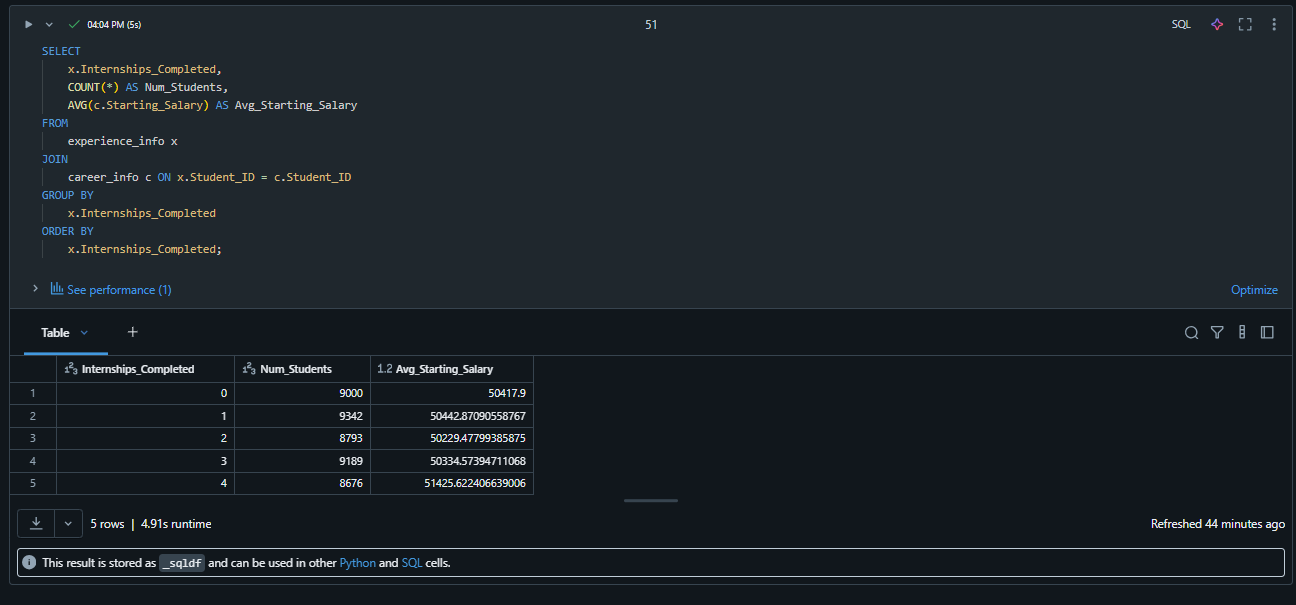 04:04 PM (5s) 51 SQL
SELECT
x.Internships_Completed,
COUNT(*) AS Num_Students,
AVG(c.Starting_Salary) AS Avg_Starting_Salary
FROM
experience_info x
JOIN
career_info c ON x.Student_ID = c.Student_ID
GROUP BY
x.Internships_Completed
ORDER BY
x.Internships_Completed;
See performance (1) Optimize
Table +
1²3 Internships_Completed 1²3 Num_Students 1.2 Avg_Starting_Salary
1 0 9000 50417.9
2 1 9342 50442.87090558767
3 2 8793 50229.47799385875
4 3 9189 50334.57394711068
5 4 8676 51425.622406639006
5 rows | 4.91s runtime Refreshed 44 minutes ago
This result is stored as _sqldf and can be used in other Python and SQL cells.